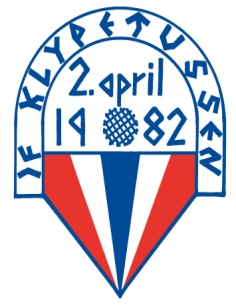 IF KLYPETUSSEN
2. april
19 82